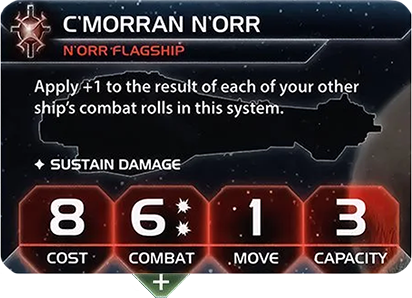 C'MORRAN N'ORR
N'ORR FLAGSHIP
Apply +1 to the result of each of your other
ship's combat rolls in this system.
SUSTAIN DAMAGE
8 6: 1 3
COST COMBAT MOVE CAPACITY
+